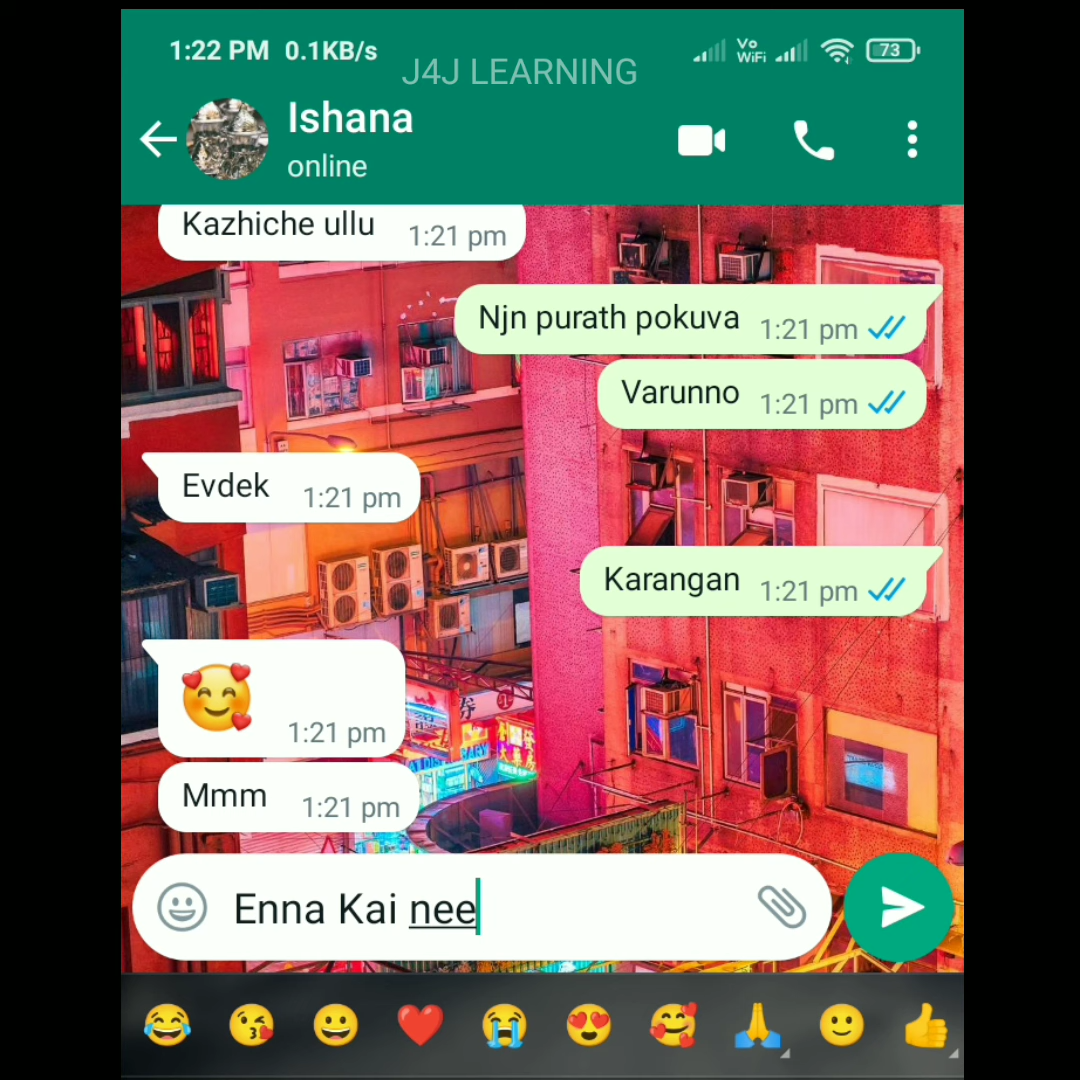 1:22 PM 0.1KB/s
Vo
WiFi
73
J4J LEARNING
Ishana
online
Kazhiche ullu 1:21 pm
Njn purath pokuva 1:21 pm
Varunno 1:21 pm
Evdek 1:21 pm
Karangan 1:21 pm
🥰 1:21 pm
Mmm 1:21 pm
Enna Kai nee